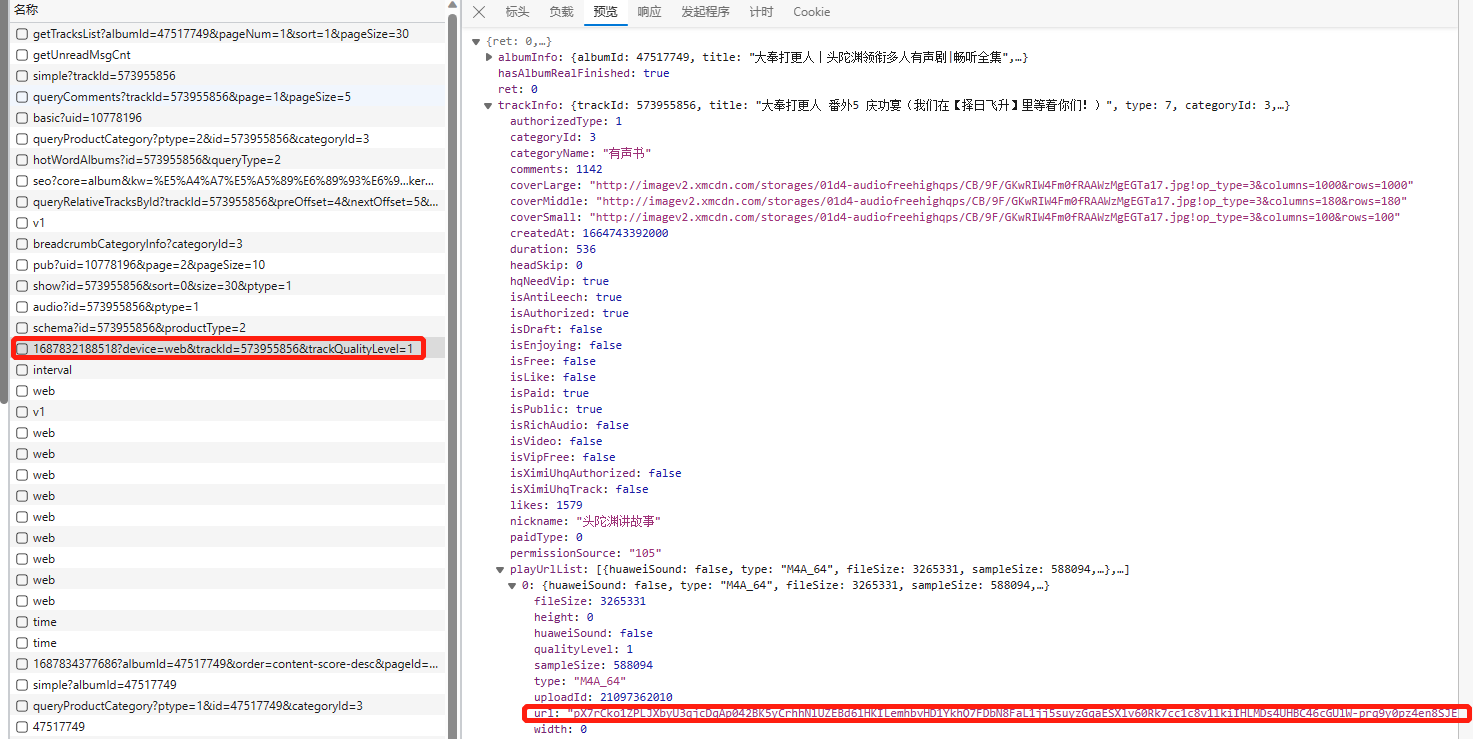 名称
getTracksList?albumId=47517749&pageNum=1&sort=1&pageSize=30
getUnreadMsgCnt
simple?trackId=573955856
queryComments?trackId=573955856&page=1&pageSize=5
basic?uid=10778196
queryProductCategory?ptype=2&id=573955856&categoryId=3
hotWordAlbums?id=573955856&queryType=2
seo?core=album&kw=%E5%A4%A7%E5%A5%89%E6%89%93%E6%9...ker...
queryRelativeTracksById?trackId=573955856&preOffset=4&nextOffset=5&...
v1
breadcrumbCategoryInfo?categoryId=3
pub?uid=10778196&page=2&pageSize=10
show?id=573955856&sort=0&size=30&ptype=1
audio?id=573955856&ptype=1
schema?id=573955856&productType=2
1687832188518?device=web&trackId=573955856&trackQualityLevel=1
interval
web
v1
web
web
web
web
web
web
web
web
web
time
time
1687834377686?albumId=47517749&order=content-score-desc&pageId=...
simple?albumId=47517749
queryProductCategory?ptype=1&id=47517749&categoryId=3
47517749
标头 负载 预览 响应 发起程序 计时 Cookie
{ret: 0,…}
albumInfo: {albumId: 47517749, title: "大奉打更人丨头陀渊领衔多人有声剧|畅听全集",…}
hasAlbumRealFinished: true
ret: 0
trackInfo: {trackId: 573955856, title: "大奉打更人 番外5 庆功宴（我们在【择日飞升】里等着你们！）", type: 7, categoryId: 3,…}
authorizedType: 1
categoryId: 3
categoryName: "有声书"
comments: 1142
coverLarge: "http://imagev2.xmcdn.com/storages/01d4-audiofreehighqps/CB/9F/GKwRIW4Fm0fRAAWzMgEGTa17.jpg!op_type=3&columns=1000&rows=1000"
coverMiddle: "http://imagev2.xmcdn.com/storages/01d4-audiofreehighqps/CB/9F/GKwRIW4Fm0fRAAWzMgEGTa17.jpg!op_type=3&columns=180&rows=180"
coverSmall: "http://imagev2.xmcdn.com/storages/01d4-audiofreehighqps/CB/9F/GKwRIW4Fm0fRAAWzMgEGTa17.jpg!op_type=3&columns=100&rows=100"
createdAt: 1664743392000
duration: 536
headSkip: 0
hqNeedVip: true
isAntiLeech: true
isAuthorized: true
isDraft: false
isEnjoying: false
isFree: false
isLike: false
isPaid: true
isPublic: true
isRichAudio: false
isVideo: false
isVipFree: false
isXimiUhqAuthorized: false
isXimiUhqTrack: false
likes: 1579
nickname: "头陀渊讲故事"
paidType: 0
permissionSource: "105"
playUrlList: [{huaweiSound: false, type: "M4A_64", fileSize: 3265331, sampleSize: 588094,…},…]
0: {huaweiSound: false, type: "M4A_64", fileSize: 3265331, sampleSize: 588094,…}
fileSize: 3265331
height: 0
huaweiSound: false
qualityLevel: 1
sampleSize: 588094
type: "M4A_64"
uploadId: 21097362010
url:
width: 0